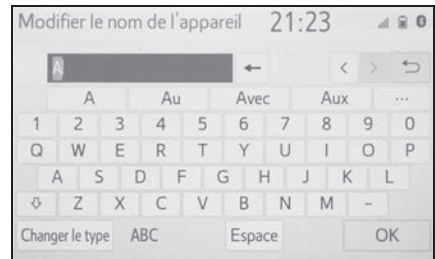 Modifier le nom de l'appareil 21:23
A ← < >
A Au Avec Aux ...
1 2 3 4 5 6 7 8 9 0
Q W E R T Y U I O P
A S D F G H J K L
Z X C V B N M -
Changer le type ABC Espace OK